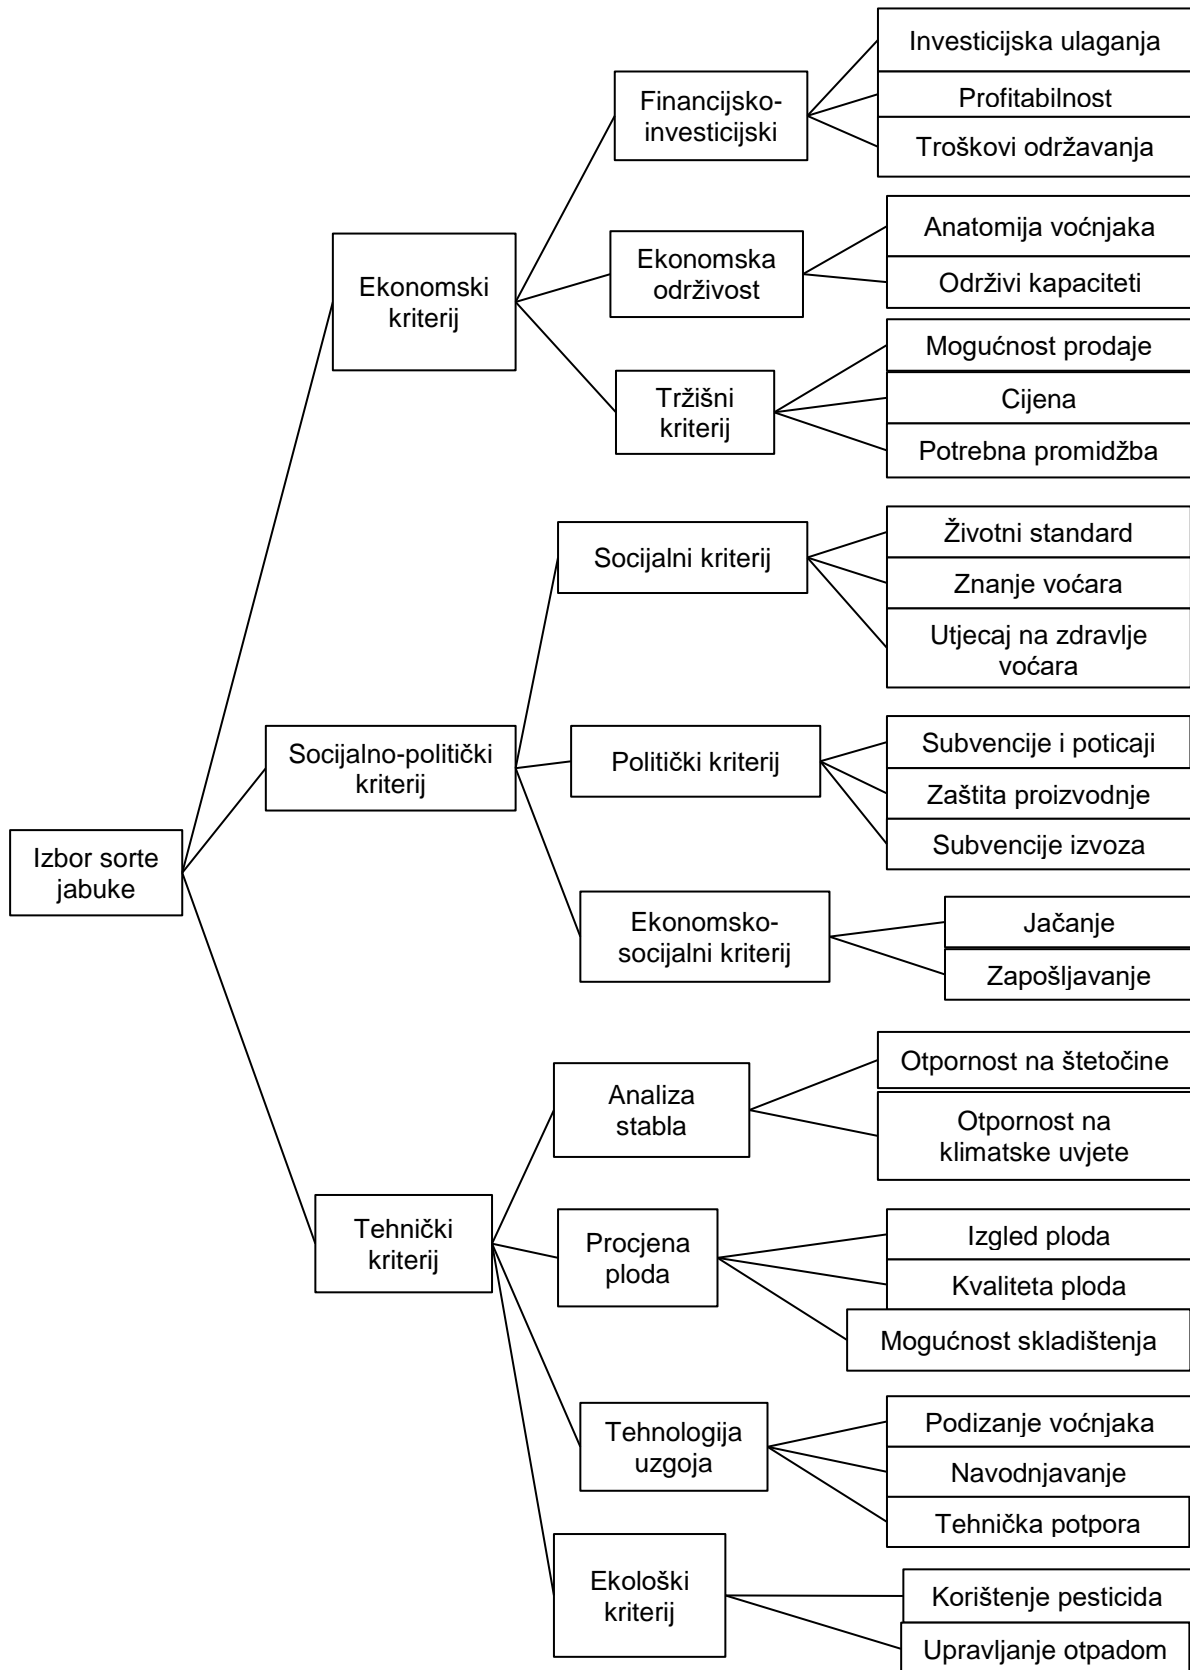 Izbor sorte
jabuke
Ekonomski
kriterij
Financijsko-
investicijski
Investicijska ulaganja
Profitabilnost
Troškovi održavanja
Ekonomska
održivost
Anatomija voćnjaka
Održivi kapaciteti
Tržišni
kriterij
Mogućnost prodaje
Cijena
Potrebna promidžba
Socijalno-politički
kriterij
Socijalni kriterij
Životni standard
Znanje voćara
Utjecaj na zdravlje
voćara
Politički kriterij
Subvencije i poticaji
Zaštita proizvodnje
Subvencije izvoza
Ekonomsko-
socijalni kriterij
Jačanje
Zapošljavanje
Tehnički
kriterij
Analiza
stabla
Otpornost na štetočine
Otpornost na
klimatske uvjete
Procjena
ploda
Izgled ploda
Kvaliteta ploda
Mogućnost skladištenja
Tehnologija
uzgoja
Podizanje voćnjaka
Navodnjavanje
Tehnička potpora
Ekološki
kriterij
Korištenje pesticida
Upravljanje otpadom